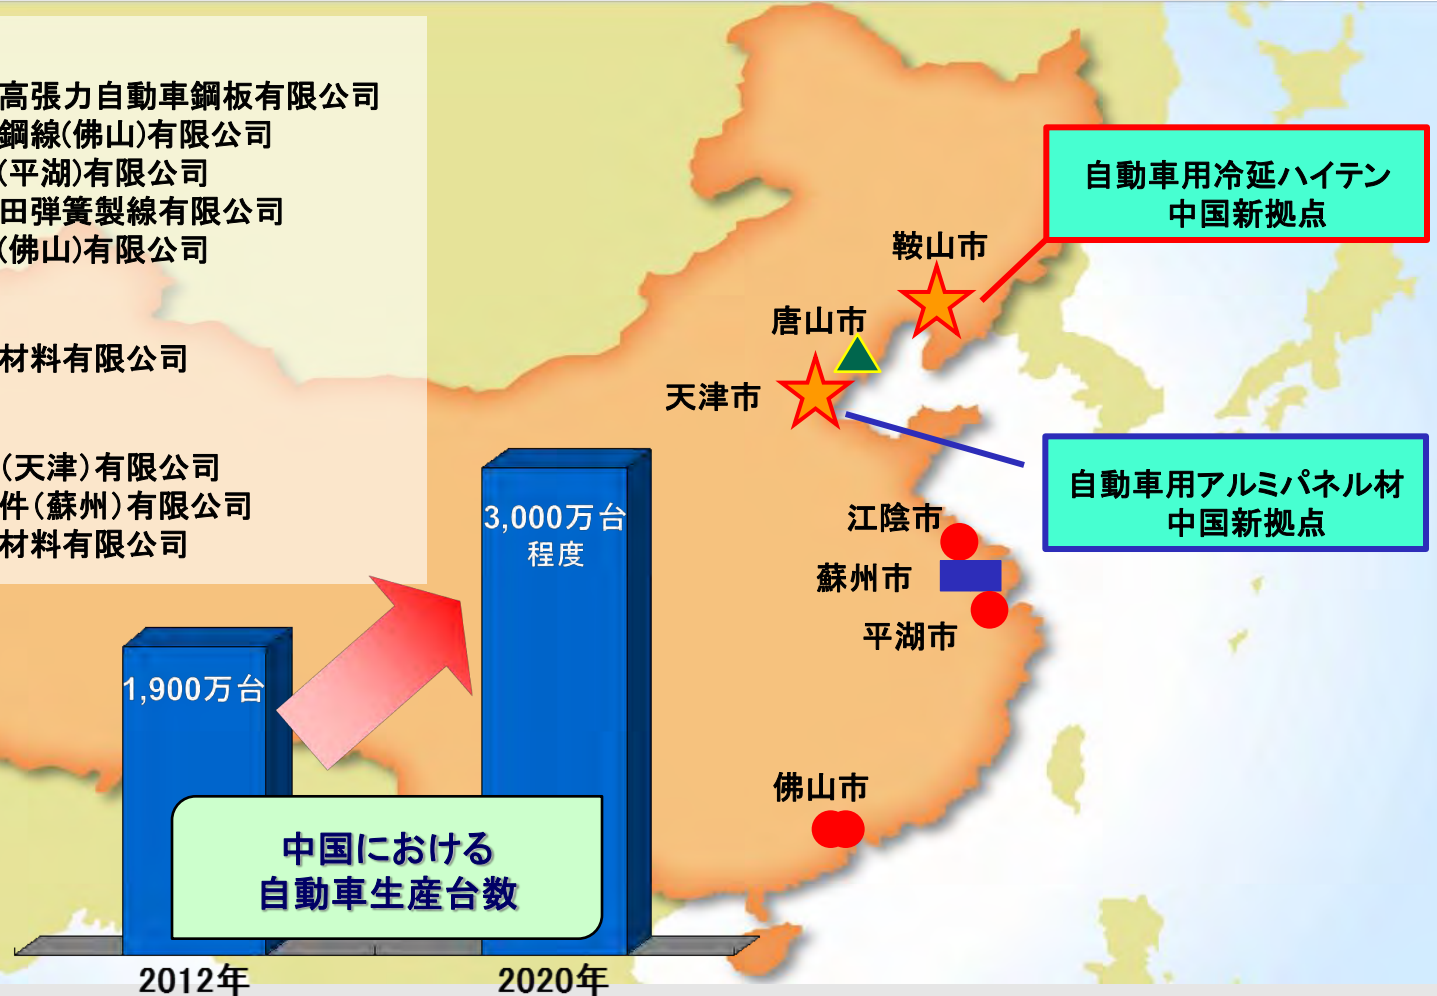 高張力自動車鋼板有限公司
鋼線(佛山)有限公司
(平湖)有限公司
田弾簧製線有限公司
(佛山)有限公司
材料有限公司
(天津)有限公司
件(蘇州)有限公司
材料有限公司
自動車用冷延ハイテン
中国新拠点
鞍山市
唐山市
天津市
自動車用アルミパネル材
中国新拠点
江陰市
蘇州市
平湖市
佛山市
3,000万台
程度
1,900万台
中国における
自動車生産台数
2012年
2020年